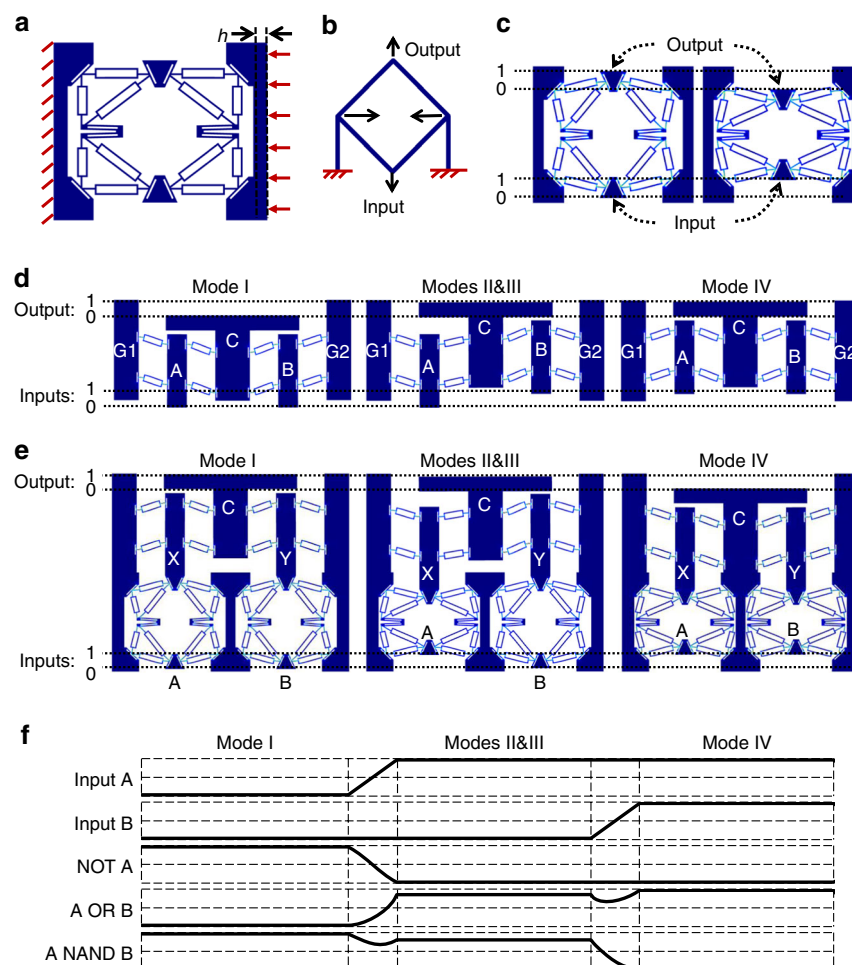 a
h
b
Output
Input
c
Output
1
0
1
0
Input
d
Mode I
Modes II&III
Mode IV
Output:
1
0
G1
A
C
B
G2
G1
A
C
B
G2
G1
A
C
B
G2
Inputs:
1
0
e
Mode I
Modes II&III
Mode IV
Output:
1
0
C
X
Y
C
X
Y
C
X
Y
A
A
B
Inputs:
1
0
A
B
B
f
Mode I
Modes II&III
Mode IV
Input A
Input B
NOT A
A OR B
A NAND B